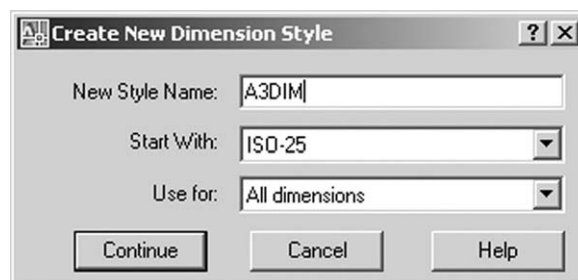 Create New Dimension Style
New Style Name: A3DIM
Start With: ISO-25
Use for: All dimensions
Continue Cancel Help